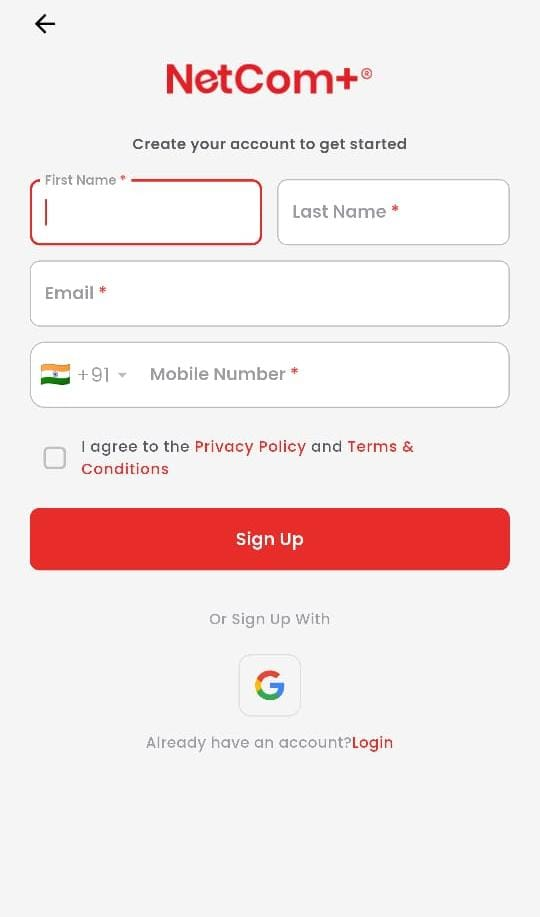 NetCom+®
Create your account to get started
First Name *
Last Name *
Email *
+91 Mobile Number *
I agree to the Privacy Policy and Terms &
Conditions
Sign Up
Or Sign Up With
Already have an account?Login